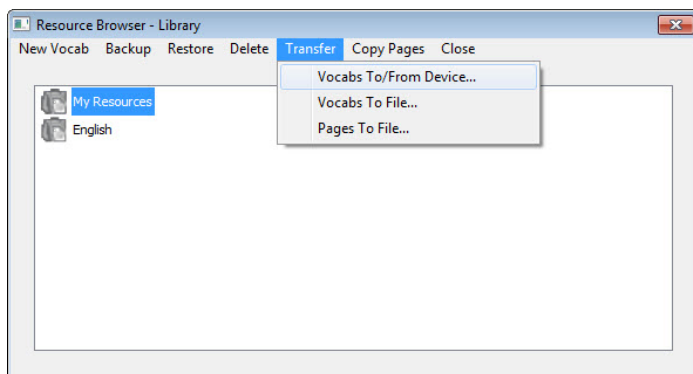 Resource Browser - Library
New Vocab Backup Restore Delete Transfer Copy Pages Close
Vocabs To/From Device...
My Resources
Vocabs To File...
English
Pages To File...